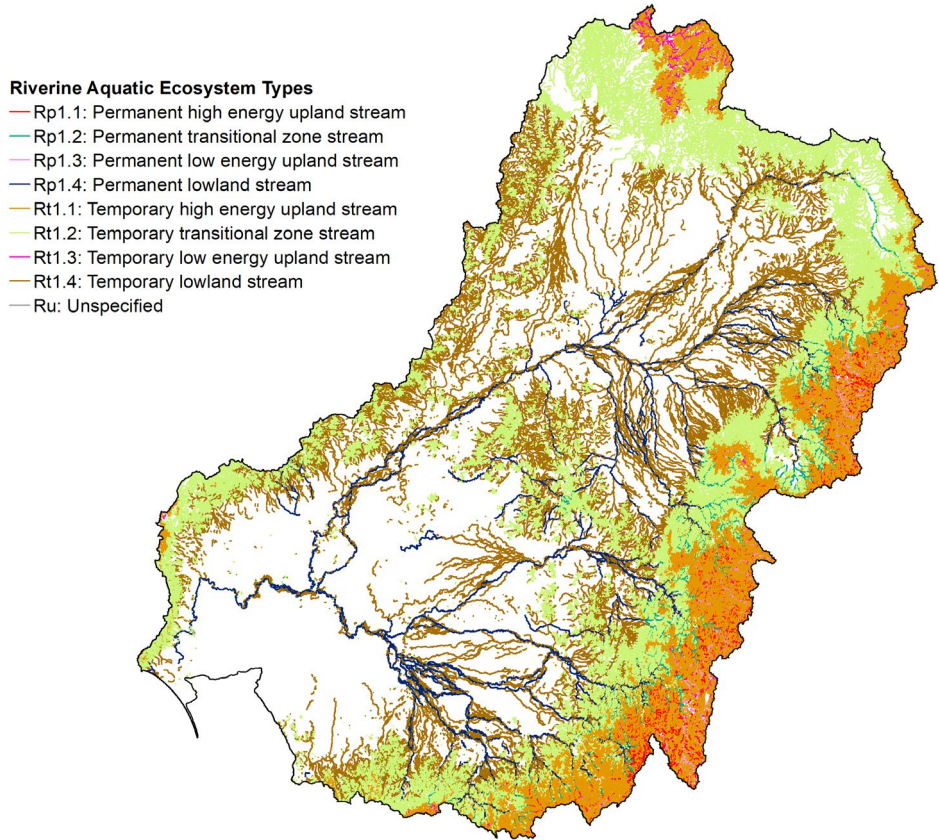 Riverine Aquatic Ecosystem Types
Rp1.1: Permanent high energy upland stream
Rp1.2: Permanent transitional zone stream
Rp1.3: Permanent low energy upland stream
Rp1.4: Permanent lowland stream
Rt1.1: Temporary high energy upland stream
Rt1.2: Temporary transitional zone stream
Rt1.3: Temporary low energy upland stream
Rt1.4: Temporary lowland stream
Ru: Unspecified